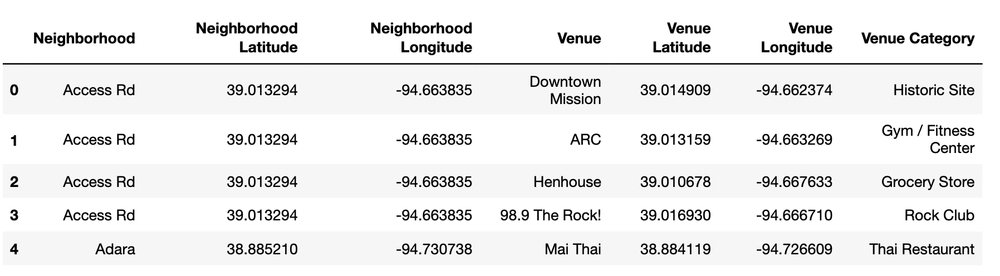 Neighborhood Neighborhood Latitude Neighborhood Longitude Venue Venue Latitude Venue Longitude Venue Category
0 Access Rd 39.013294 -94.663835 Downtown Mission 39.014909 -94.662374 Historic Site
1 Access Rd 39.013294 -94.663835 ARC 39.013159 -94.663269 Gym / Fitness Center
2 Access Rd 39.013294 -94.663835 Henhouse 39.010678 -94.667633 Grocery Store
3 Access Rd 39.013294 -94.663835 98.9 The Rock! 39.016930 -94.666710 Rock Club
4 Adara 38.885210 -94.730738 Mai Thai 38.884119 -94.726609 Thai Restaurant